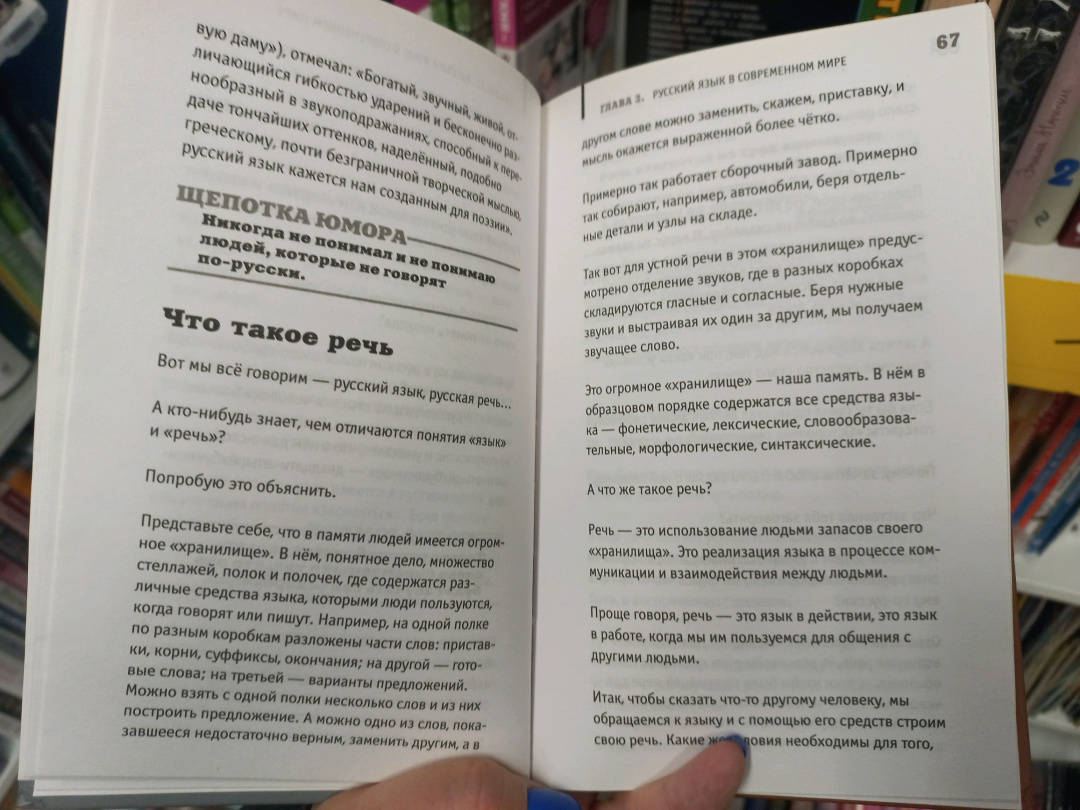 вую даму»), отмечал: «Богатый, звучный, живой, от-
личающийся гибкостью ударений и бесконечно раз-
нообразный в звукоподражаниях, способный к пере-
даче тончайших оттенков, наделённый, подобно
греческому, почти безграничной творческой мыслью,
русский язык кажется нам созданным для поэзии».
ЩЕПОТКА ЮМОРА
Никогда не понимал и не понимаю
людей, которые не говорят
по-русски.
Что такое речь
Вот мы всё говорим — русский язык, русская речь...
А кто-нибудь знает, чем отличаются понятия «язык»
и «речь»?
Попробую это объяснить.
Представьте себе, что в памяти людей имеется огром-
ное «хранилище». В нём, понятное дело, множество
стеллажей, полок и полочек, где содержатся раз-
личные средства языка, которыми люди пользуются,
когда говорят или пишут. Например, на одной полке
по разным коробкам разложены части слов: пристав-
ки, корни, суффиксы, окончания; на другой — гото-
вые слова; на третьей — варианты предложений.
Можно взять с одной полки несколько слов и из них
построить предложение. А можно одно из слов, пока-
завшееся недостаточно верным, заменить другим, а в
67
ГЛАВА 3. РУССКИЙ ЯЗЫК В СОВРЕМЕННОМ МИРЕ
другом слове можно заменить, скажем, приставку, и
мысль окажется выраженной более чётко.
Примерно так работает сборочный завод. Примерно
так собирают, например, автомобили, беря отдель-
ные детали и узлы на складе.
Так вот для устной речи в этом «хранилище» предус-
мотрено отделение звуков, где в разных коробках
складируются гласные и согласные. Беря нужные
звуки и выстраивая их один за другим, мы получаем
звучащее слово.
Это огромное «хранилище» — наша память. В нём в
образцовом порядке содержатся все средства язы-
ка — фонетические, лексические, словообразова-
тельные, морфологические, синтаксические.
А что же такое речь?
Речь — это использование людьми запасов своего
«хранилища». Это реализация языка в процессе ком-
муникации и взаимодействия между людьми.
Проще говоря, речь — это язык в действии, это язык
в работе, когда мы им пользуемся для общения с
другими людьми.
Итак, чтобы сказать что-то другому человеку, мы
обращаемся к языку и с помощью его средств строим
свою речь. Какие необходимы для того,
2